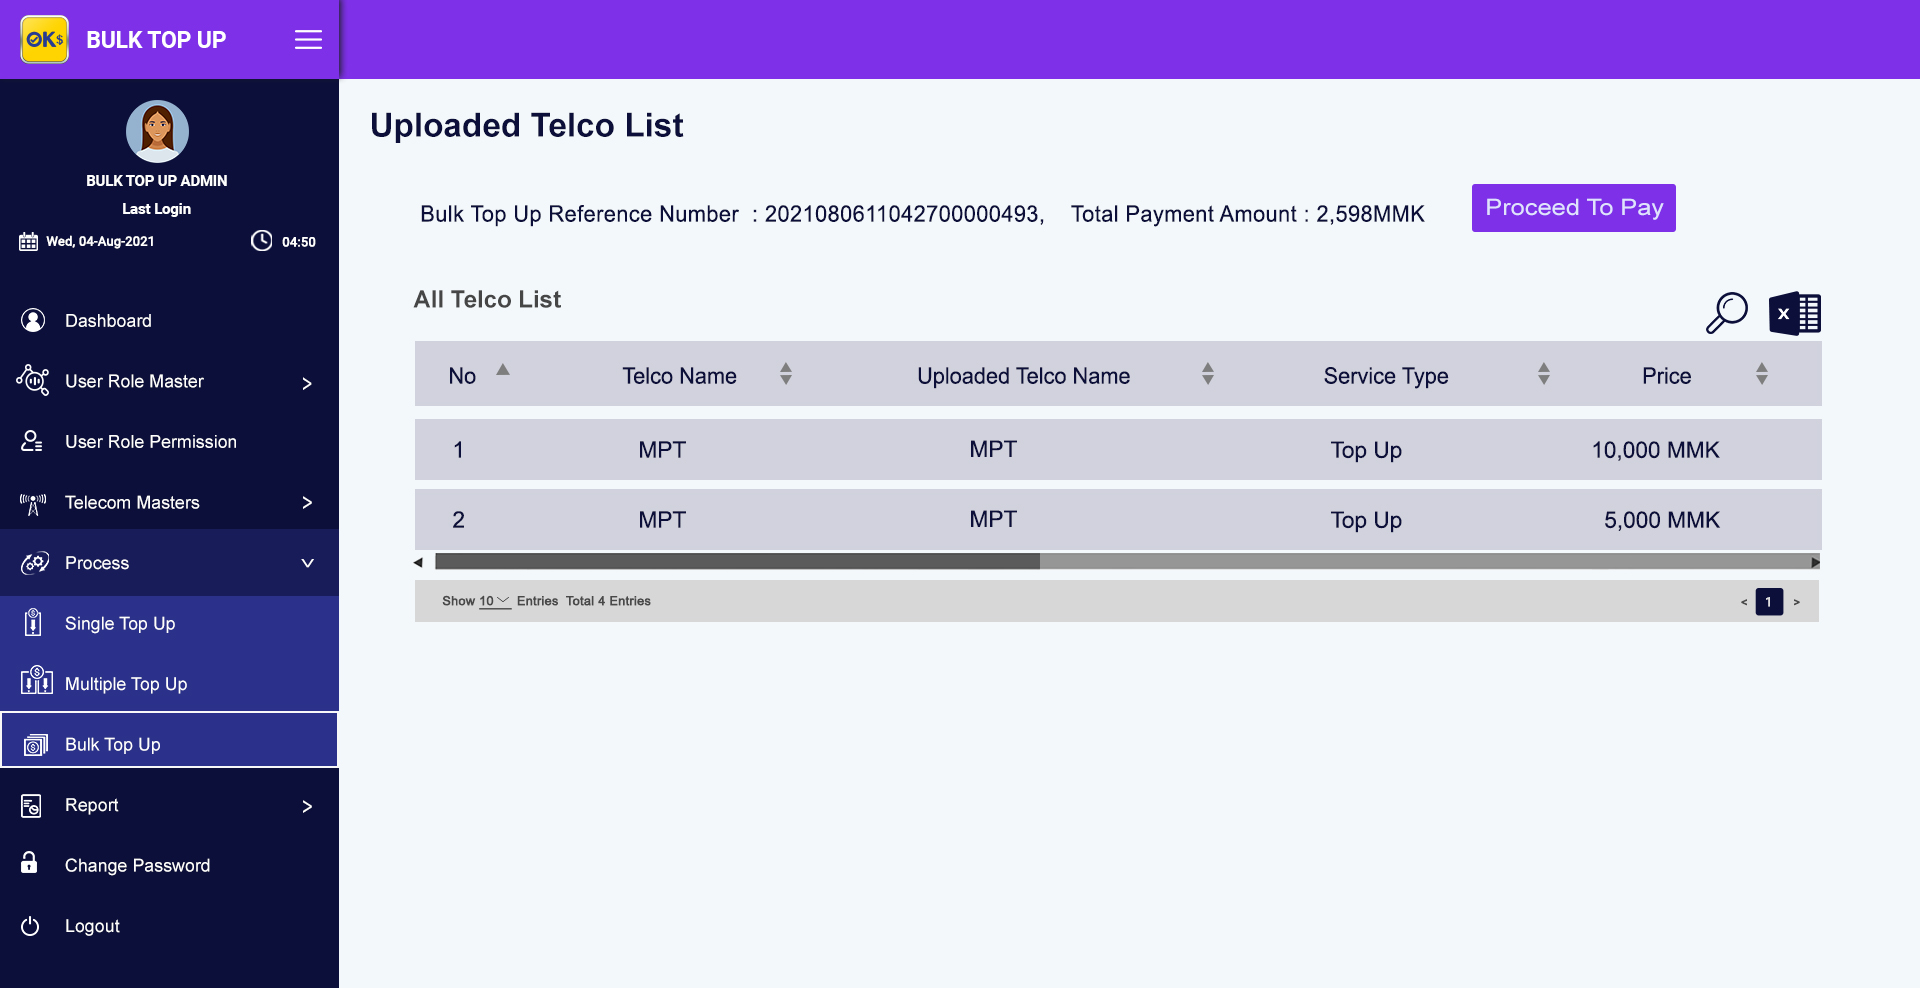 OK$ BULK TOP UP
BULK TOP UP ADMIN
Last Login
Wed, 04-Aug-2021 04:50
Dashboard
User Role Master >
User Role Permission
Telecom Masters >
Process
Single Top Up
Multiple Top Up
Bulk Top Up
Report >
Change Password
Logout
Uploaded Telco List
Bulk Top Up Reference Number : 2021080611042700000493, Total Payment Amount : 2,598MMK Proceed To Pay
All Telco List
No Telco Name Uploaded Telco Name Service Type Price
1 MPT MPT Top Up 10,000 MMK
2 MPT MPT Top Up 5,000 MMK
Show 10 Entries Total 4 Entries < 1 >